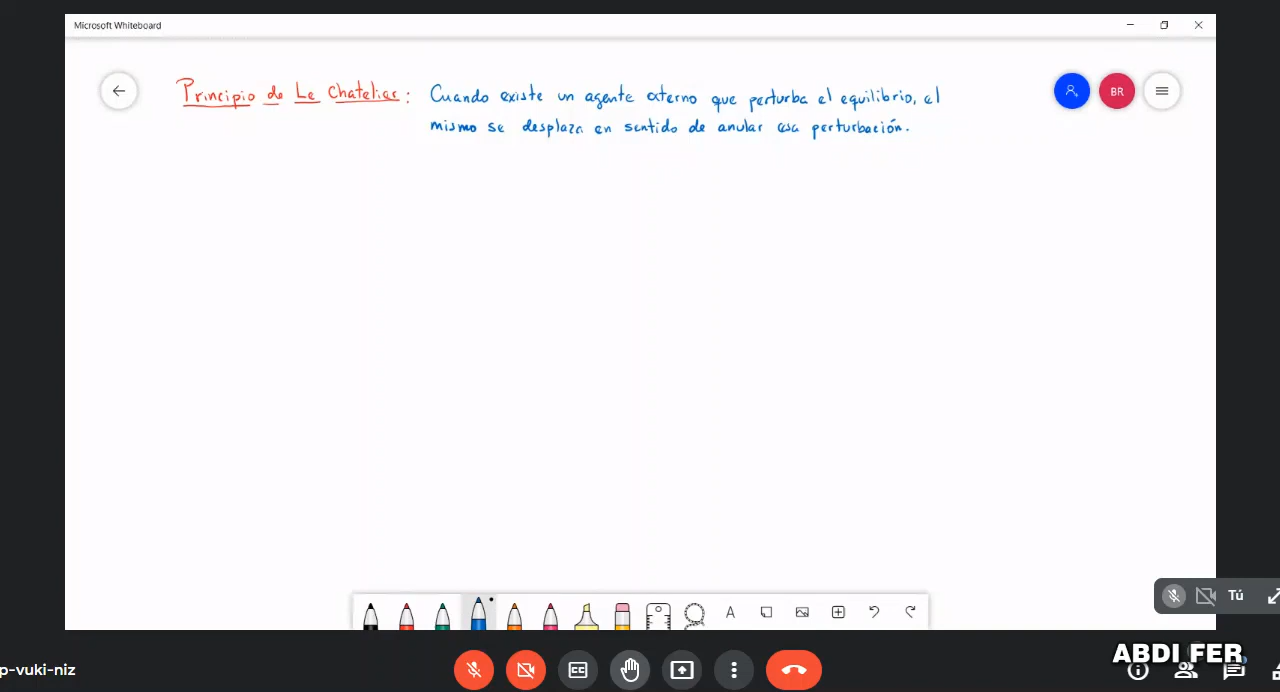 Microsoft Whiteboard
Principio de Le Chatelier: Cuando existe un agente externo que perturba el equilibrio, el
mismo se desplaza en sentido de anular esa perturbación.
BR
A
Tú
CC
p-vuki-niz
ABDI FER